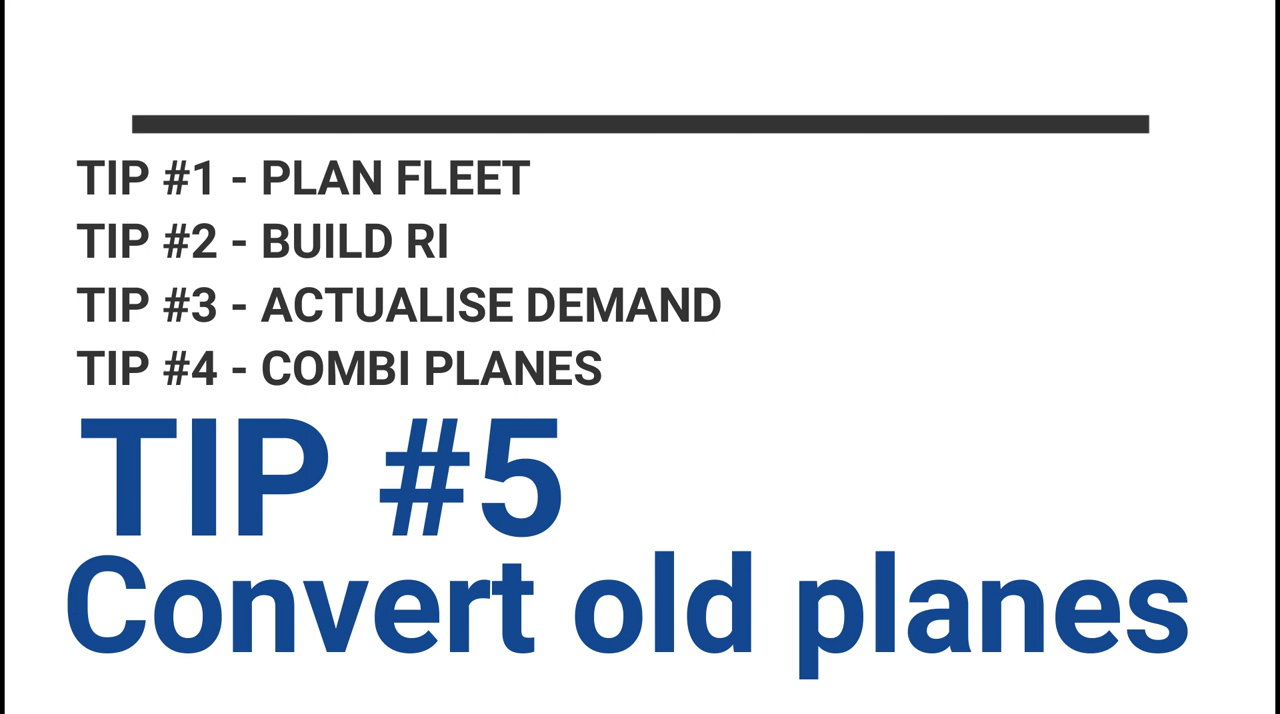 TIP #1 - PLAN FLEET
TIP #2 - BUILD RI
TIP #3 - ACTUALISE DEMAND
TIP #4 - COMBI PLANES
TIP #5
Convert old planes